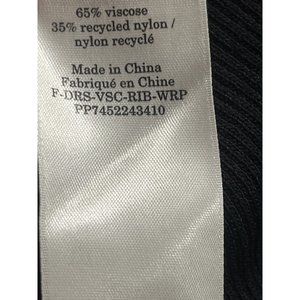 65% viscose
35% recycled nylon /
nylon recyclé
Made in China
Fabriqué en Chine
F-DRS-VSC-RIB-WRP
PP7452243410